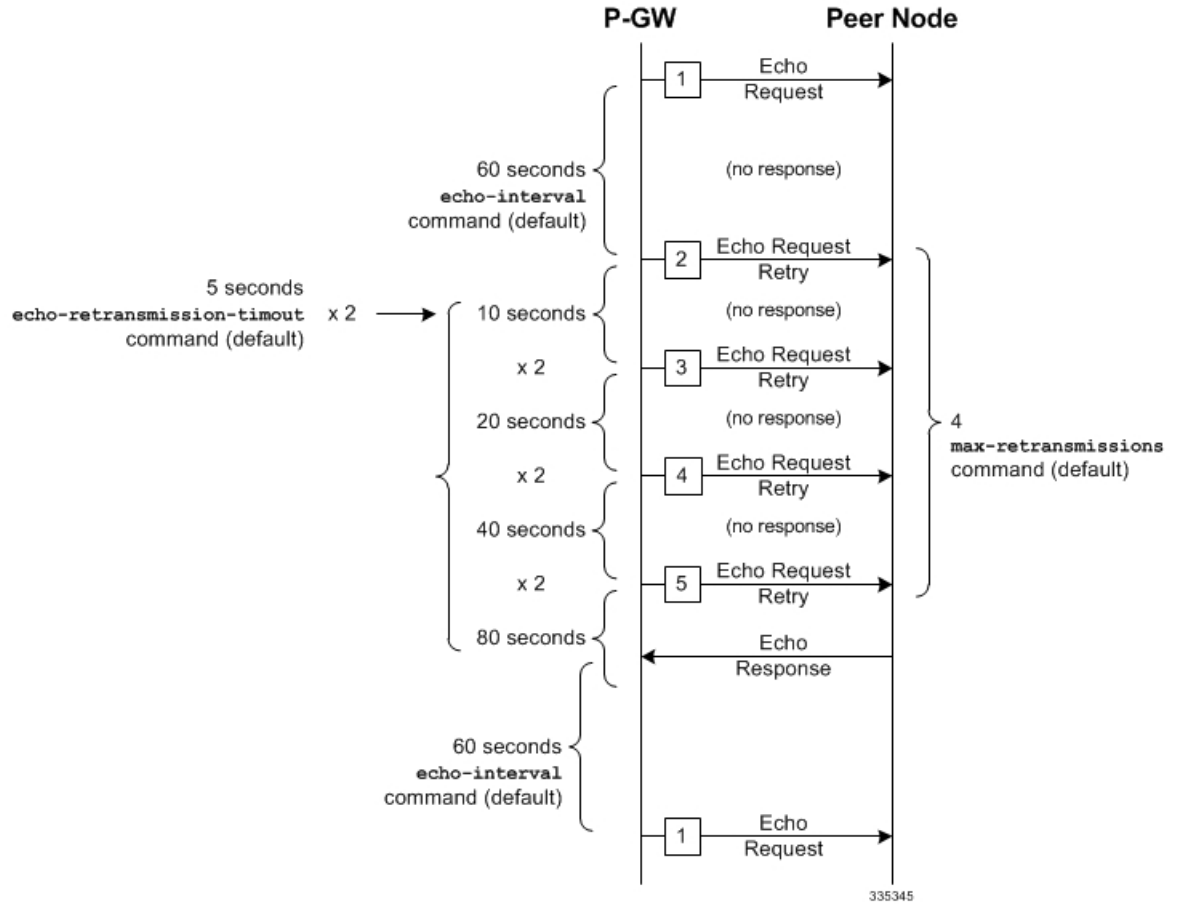 P-GW
Peer Node
1
Echo
Request
60 seconds
echo-interval
command (default)
(no response)
2
Echo Request
Retry
5 seconds
echo-retransmission-timout
command (default)
x 2
10 seconds
(no response)
x 2
3
Echo Request
Retry
20 seconds
(no response)
4
max-retransmissions
command (default)
x 2
4
Echo Request
Retry
40 seconds
(no response)
x 2
5
Echo Request
Retry
80 seconds
Echo
Response
60 seconds
echo-interval
command (default)
1
Echo
Request
335345